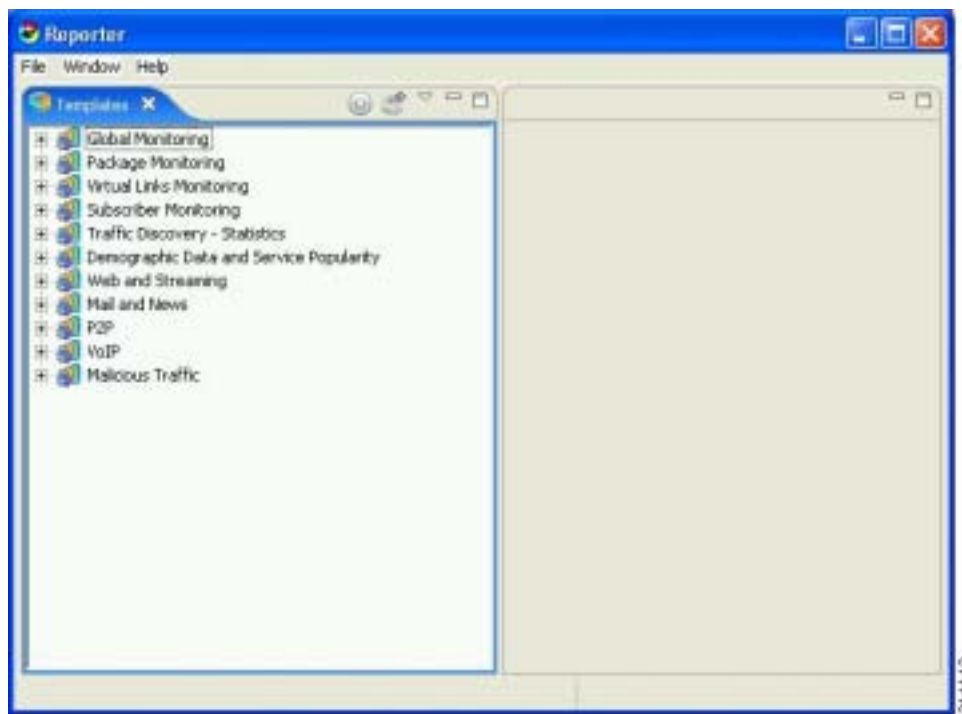 Reporter
File Window Help
Templates
Global Monitoring
Package Monitoring
Virtual Links Monitoring
Subscriber Monitoring
Traffic Discovery - Statistics
Demographic Data and Service Popularity
Web and Streaming
Mail and News
P2P
VoIP
Malicious Traffic